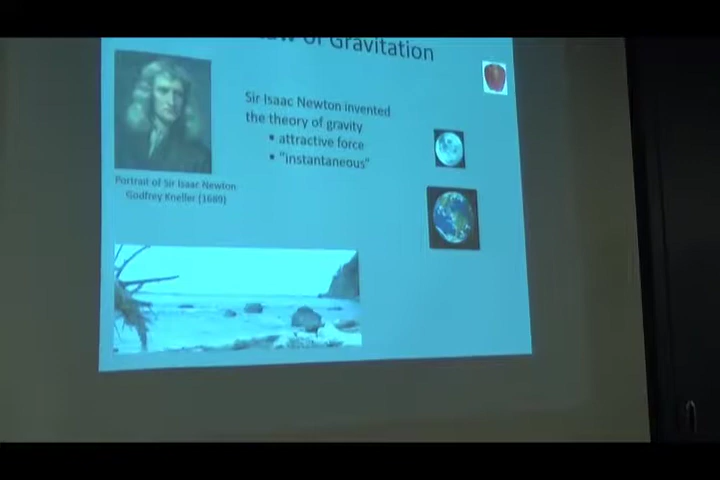 of Gravitation
Sir Isaac Newton invented
the theory of gravity
• attractive force
• "instantaneous"
Portrait of Sir Isaac Newton
Godfrey Kneller (1689)